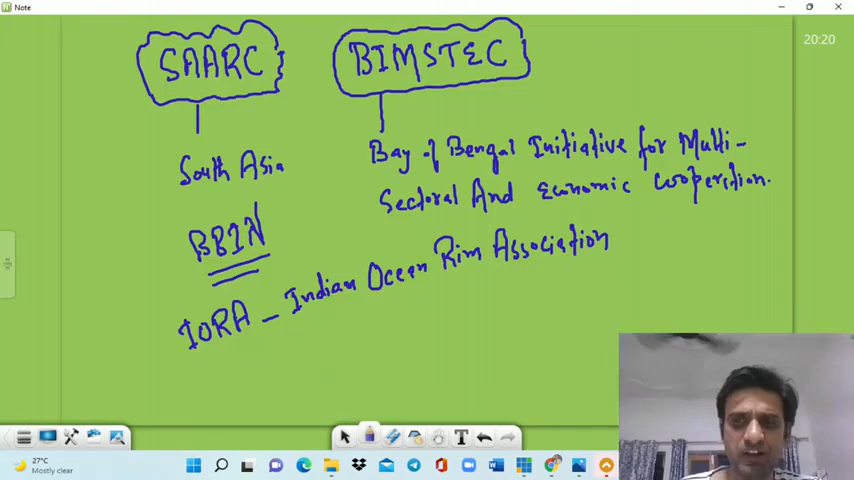 Note
20:20
SAARC
BIMSTEC
South Asia
Bay of Bengal Initiative for Multi-
Sectoral And Economic Cooperation.
BBIN
IORA - Indian Ocean Rim Association
27°C
Mostly clear